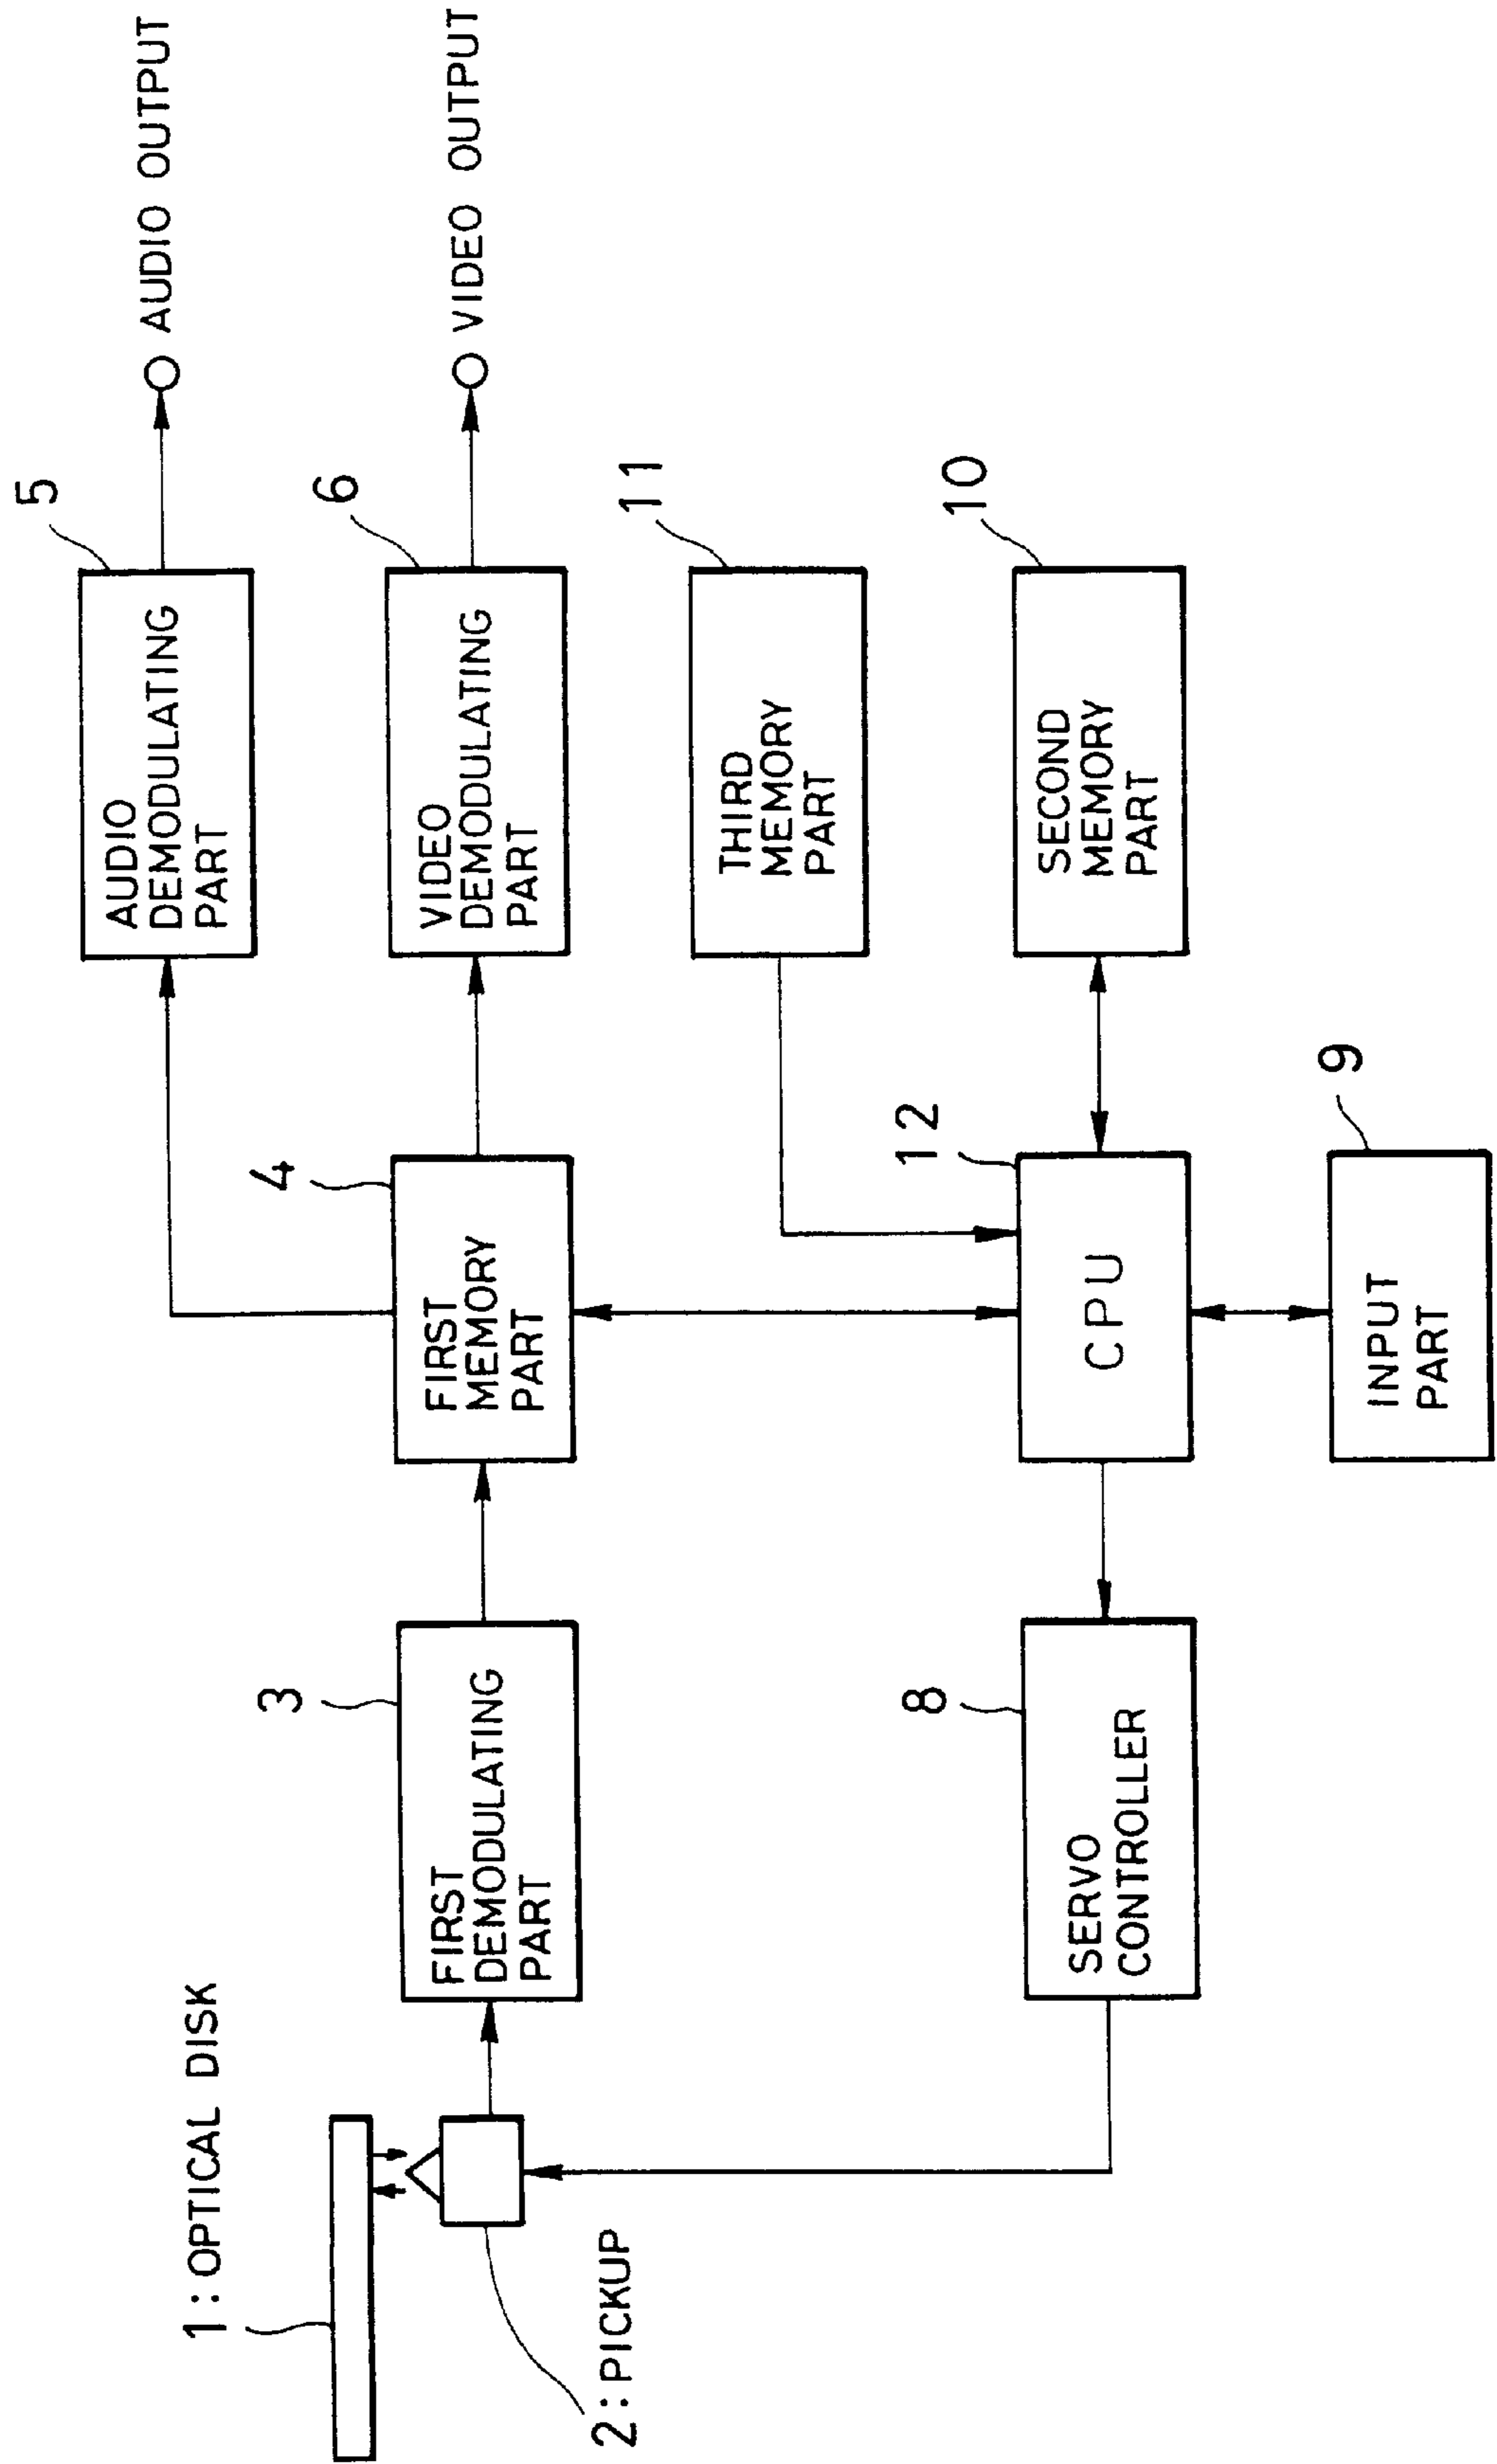 1: OPTICAL DISK
2: PICKUP
3
FIRST
DEMODULATING
PART
4
FIRST
MEMORY
PART
5
AUDIO
DEMODULATING
PART
AUDIO OUTPUT
6
VIDEO
DEMODULATING
PART
VIDEO OUTPUT
11
THIRD
MEMORY
PART
8
SERVO
CONTROLLER
12
CPU
10
SECOND
MEMORY
PART
9
INPUT
PART